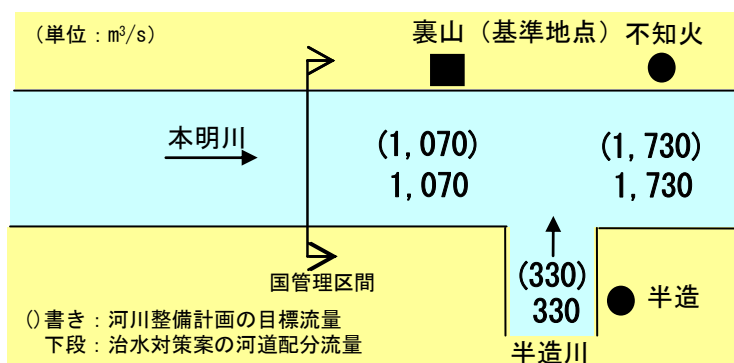 (単位:m³/s)
裏山(基準地点)
不知火
本明川
(1,070)
1,070
(1,730)
1,730
国管理区間
(330)
330
半造
半造川
()書き:河川整備計画の目標流量
下段:治水対策案の河道配分流量